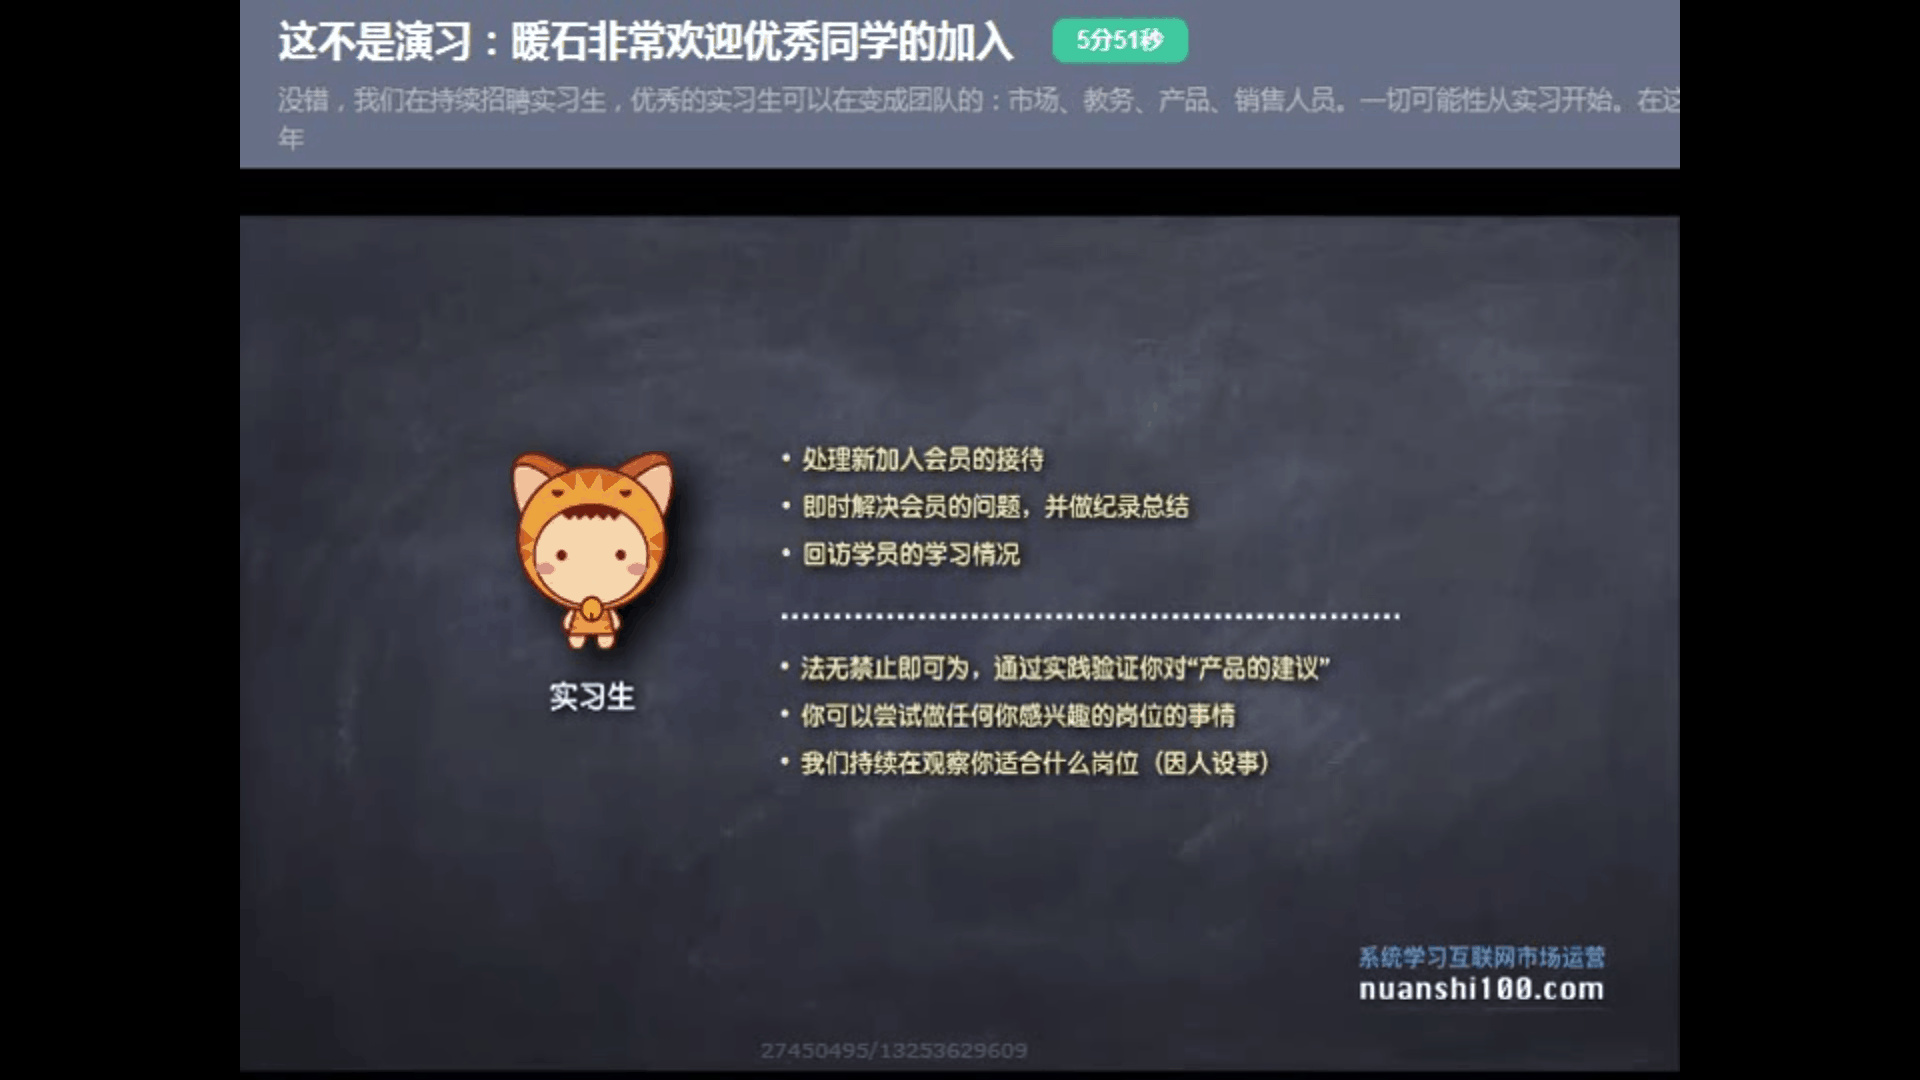 这不是演习：暖石非常欢迎优秀同学的加入
5分51秒
没错，我们在持续招聘实习生，优秀的实习生可以在变成团队的：市场、教务、产品、销售人员。一切可能性从实习开始。在这
年
• 处理新加入会员的接待
• 即时解决会员的问题，并做纪录总结
• 回访学员的学习情况
• 法无禁止即可为，通过实践验证你对“产品的建议”
• 你可以尝试做任何你感兴趣的岗位的事情
• 我们持续在观察你适合什么岗位（因人设事）
实习生
系统学习互联网市场运营
nuanshi100.com
27450495/13253629609